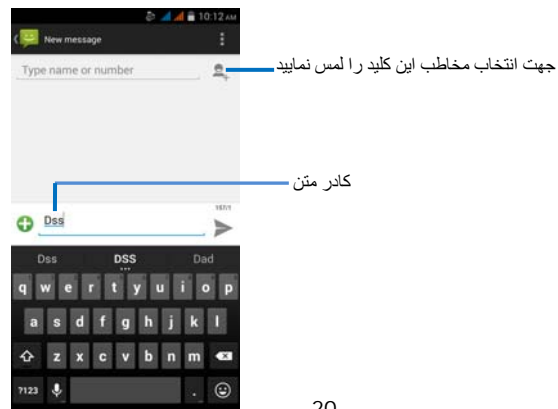 10:12 AM
New message
Type name or number
جهت انتخاب مخاطب این کلید را لمس نمایید
کادر متن
157/1
Dss
Dss DSS Dad
q w e r t y u i o p
a s d f g h j k l
z x c v b n m
?123 .
20